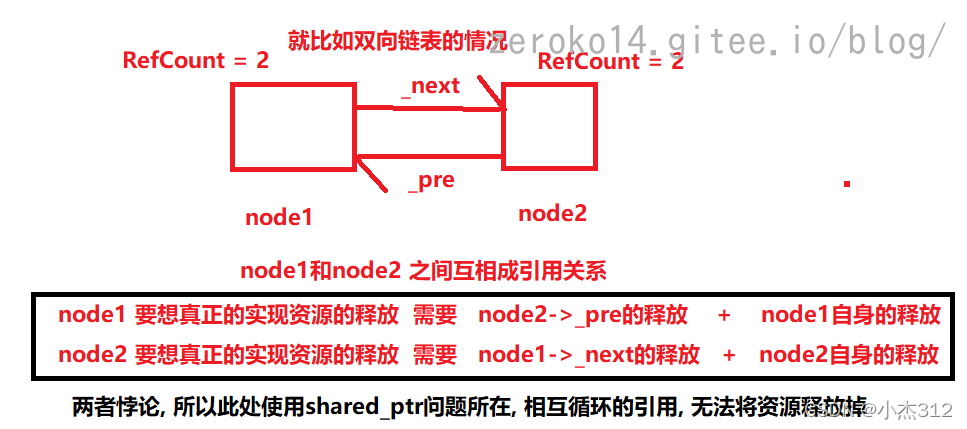 就比如双向链表的情况
zeroko14.gitee.io/blog/
RefCount = 2
RefCount = 2
_next
_pre
node1
node2
node1和node2 之间互相成引用关系
node1 要想真正的实现资源的释放 需要 node2->_pre的释放 + node1自身的释放
node2 要想真正的实现资源的释放 需要 node1->_next的释放 + node2自身的释放
两者悖论, 所以此处使用shared_ptr问题所在, 相互循环的引用, 无法将资源释放掉
CSDN @小杰312